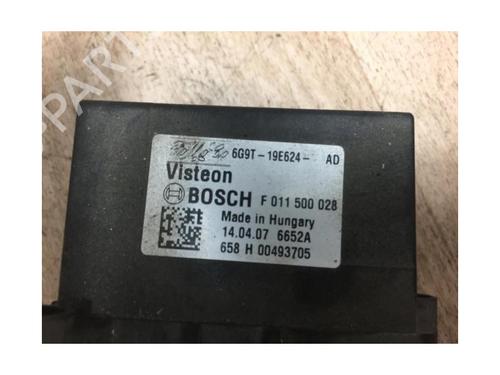 6G9T-19E624- AD
Visteon
BOSCH F 011 500 028
Made in Hungary
14.04.07 6652A
658 H 00493705